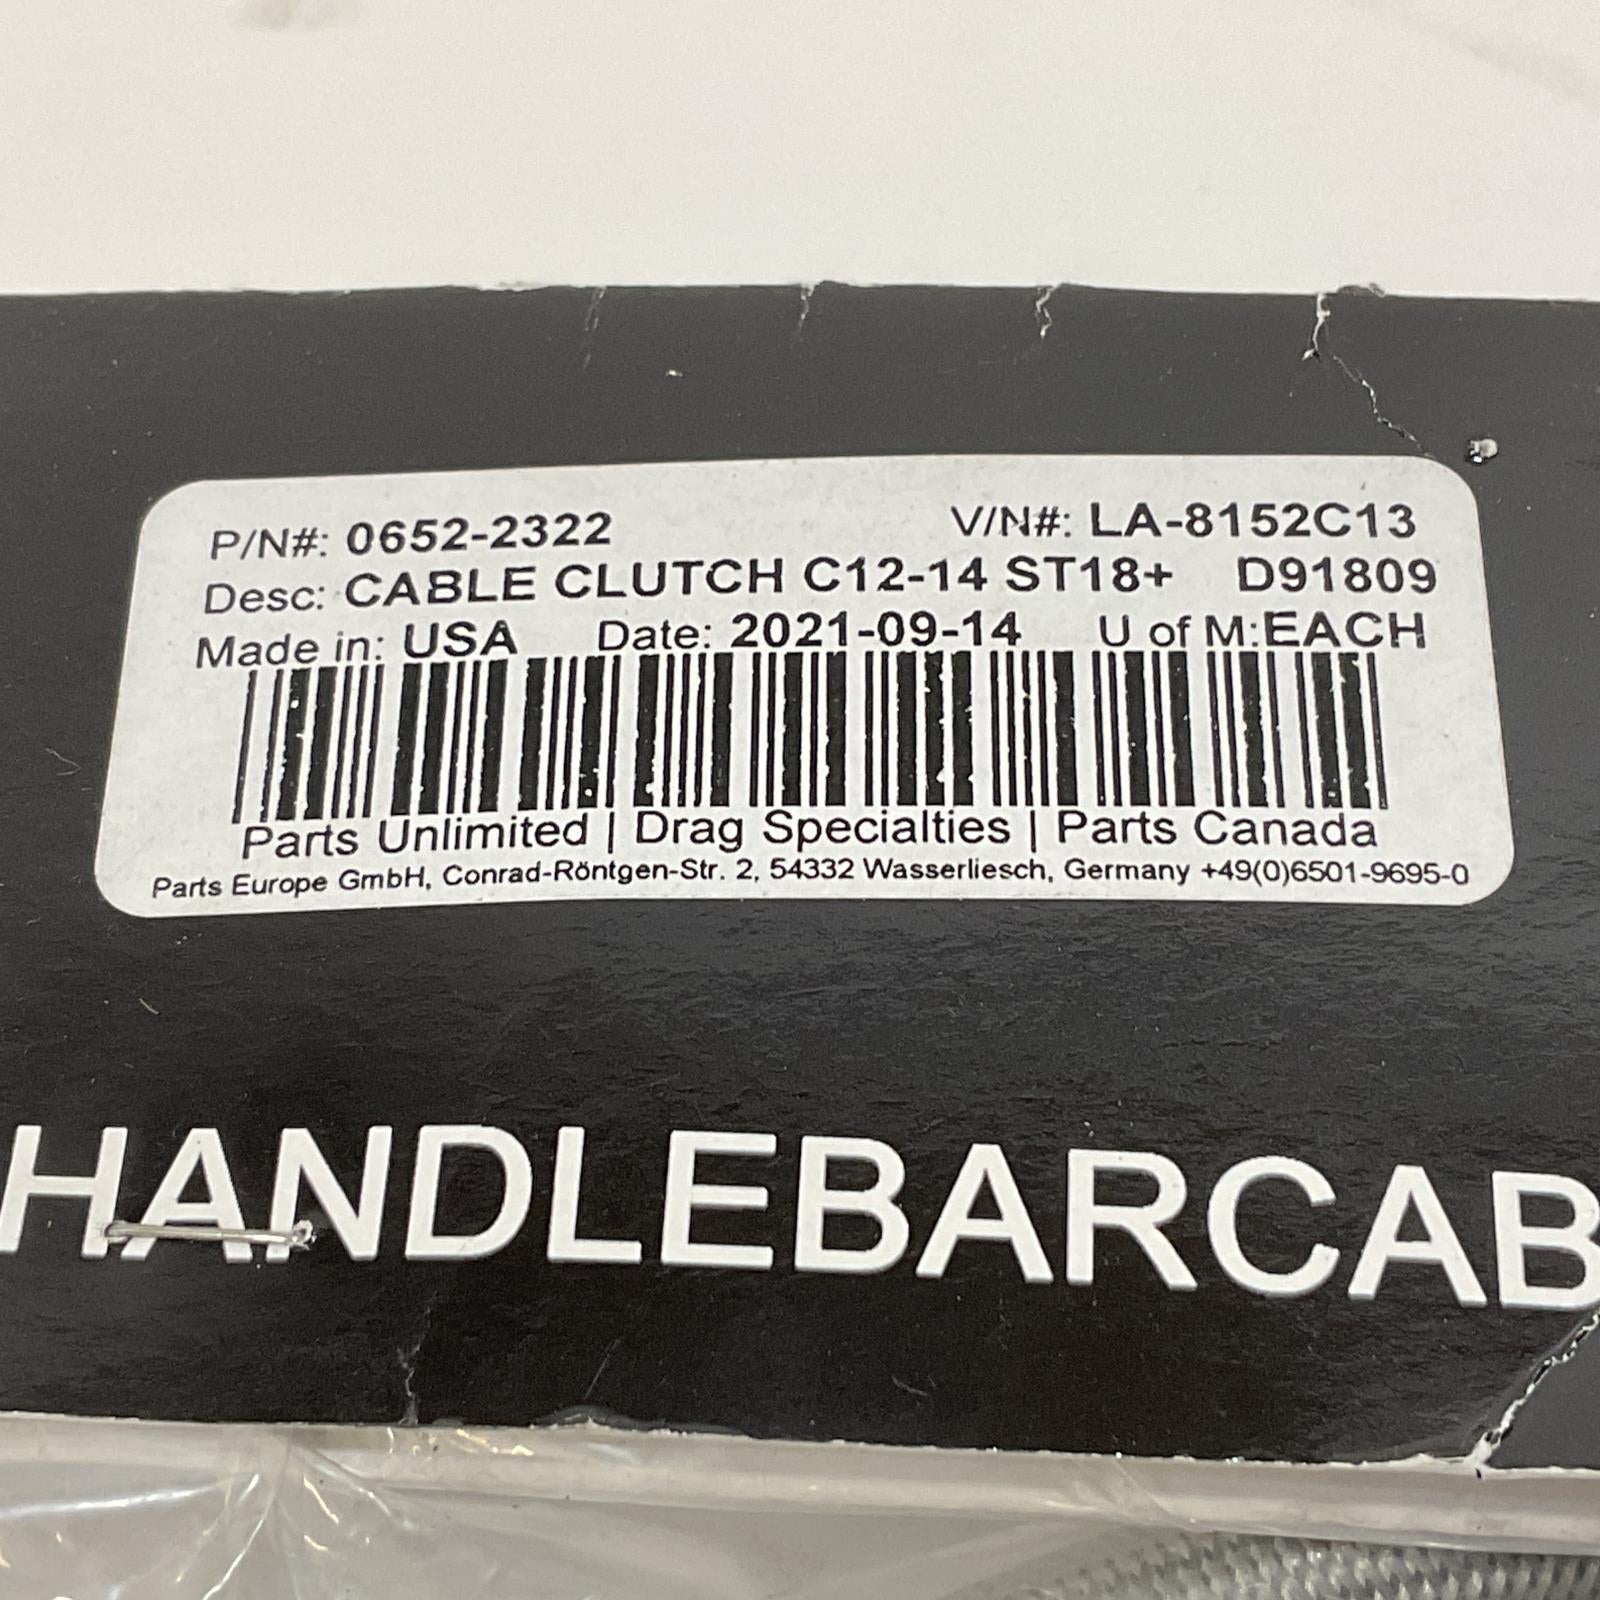 P/N#: 0652-2322 V/N#: LA-8152C13
Desc: CABLE CLUTCH C12-14 ST18+ D91809
Made in: USA Date: 2021-09-14 U of M:EACH
Parts Unlimited | Drag Specialties | Parts Canada
Parts Europe GmbH, Conrad-Röntgen-Str. 2, 54332 Wasserliesch, Germany +49(0)6501-9695-0
HANDLEBARCAB